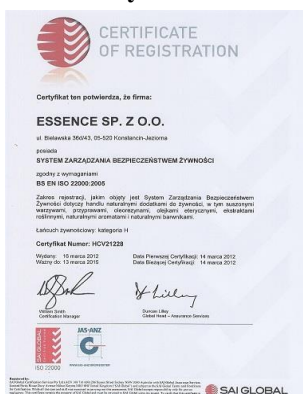 CERTIFICATE
OF REGISTRATION
Certyfikat ten potwierdza, że firma:
ESSENCE SP. Z O.O.
ul. Bielawska 36d/43, 05-520 Konstancin-Jeziorna
posiada
SYSTEM ZARZĄDZANIA BEZPIECZEŃSTWEM ŻYWNOŚCI
zgodny z wymaganiami
BS EN ISO 22000:2005
Zakres rejestracji, jakim objęty jest System Zarządzania Bezpieczeństwem
Żywności dotyczy handlu naturalnymi dodatkami do żywności, w tym suszonymi
warzywami, przyprawami, oleorezynami, olejkami eterycznymi, ekstraktami
roślinnymi, naturalnymi aromatami i naturalnymi barwnikami.
Łańcuch żywnościowy: kategoria H
Certyfikat Numer: HCV21228
Wydany: 16 marca 2012 Data Pierwszej Certyfikacji: 14 marca 2012
Ważny do: 13 marca 2015 Data Bieżącej Certyfikacji: 14 marca 2012
Duncan Lilley
Certification Manager Global Head – Assurance Services
JAS-ANZ
SAI GLOBAL
ISO 22000
SAI GLOBAL